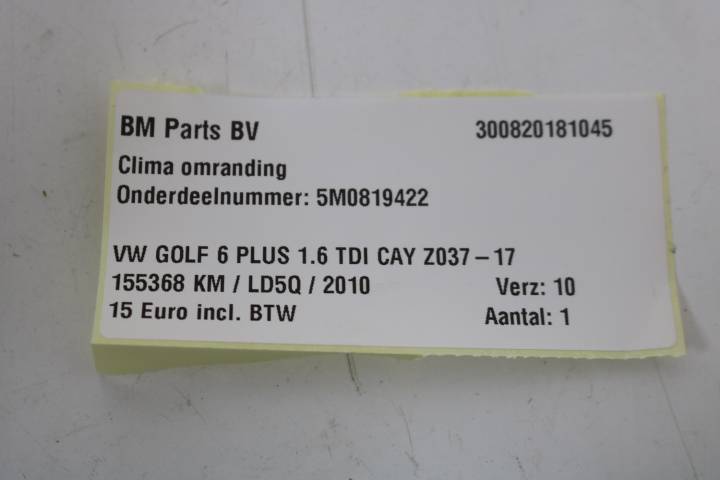 BM Parts BV 300820181045
Clima omranding
Onderdeelnummer: 5M0819422
VW GOLF 6 PLUS 1.6 TDI CAY Z037-17
155368 KM / LD5Q / 2010 Verz: 10
15 Euro incl. BTW Aantal: 1